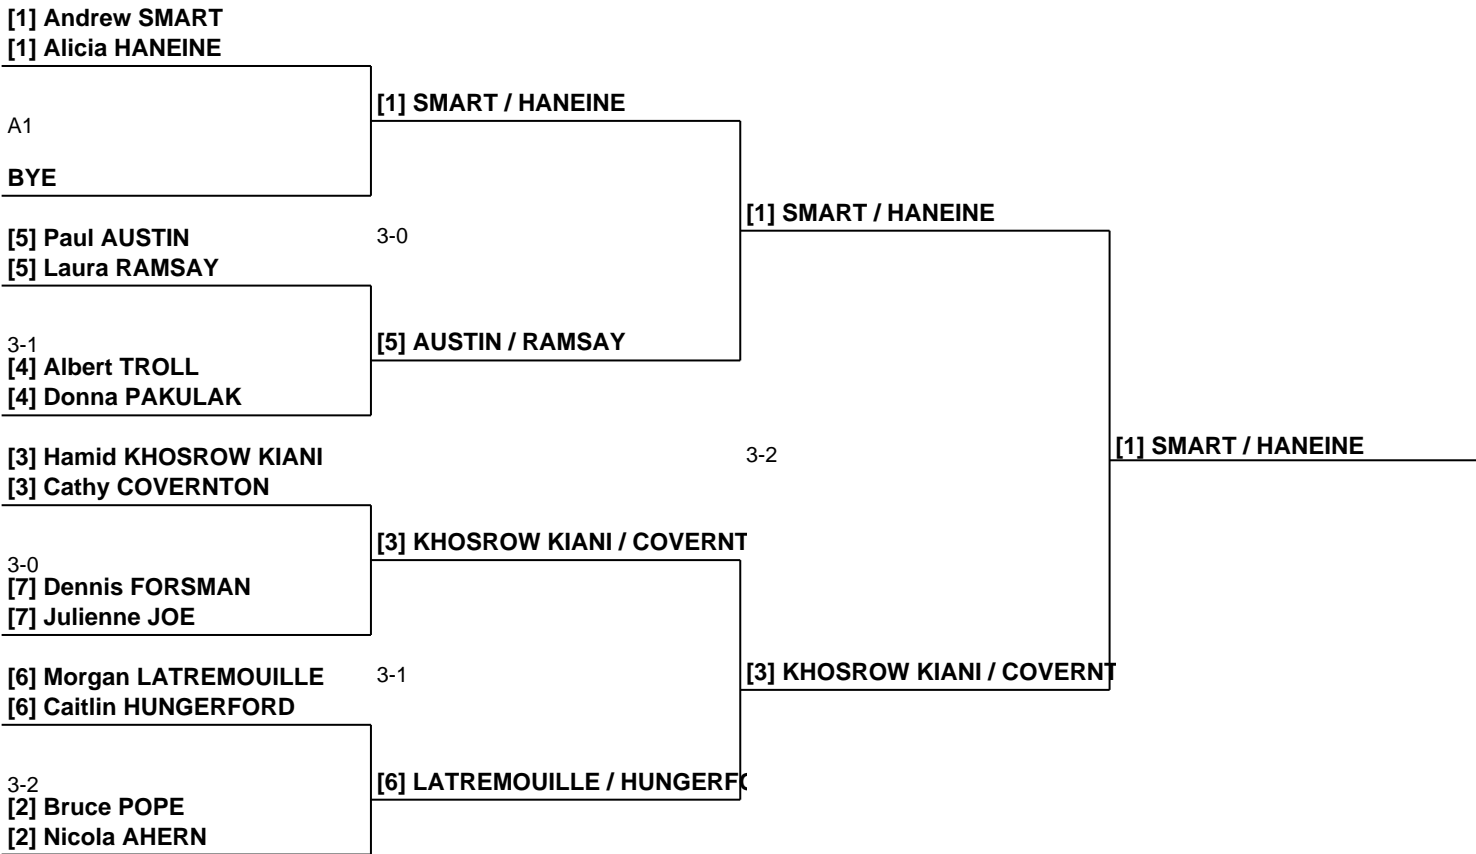 [1] Andrew SMART
[1] Alicia HANEINE
[1] SMART / HANEINE
A1
BYE
[1] SMART / HANEINE
[5] Paul AUSTIN
3-0
[5] Laura RAMSAY
3-1
[5] AUSTIN / RAMSAY
[4] Albert TROLL
[4] Donna PAKULAK
[1] SMART / HANEINE
[3] Hamid KHOSROW KIANI
3-2
[3] Cathy COVERNTON
[3] KHOSROW KIANI / COVERNT
3-0
[7] Dennis FORSMAN
[7] Julienne JOE
[6] Morgan LATREMOUILLE
3-1
[3] KHOSROW KIANI / COVERNT
[6] Caitlin HUNGERFORD
3-2
[6] LATREMOUILLE / HUNGERFO
[2] Bruce POPE
[2] Nicola AHERN